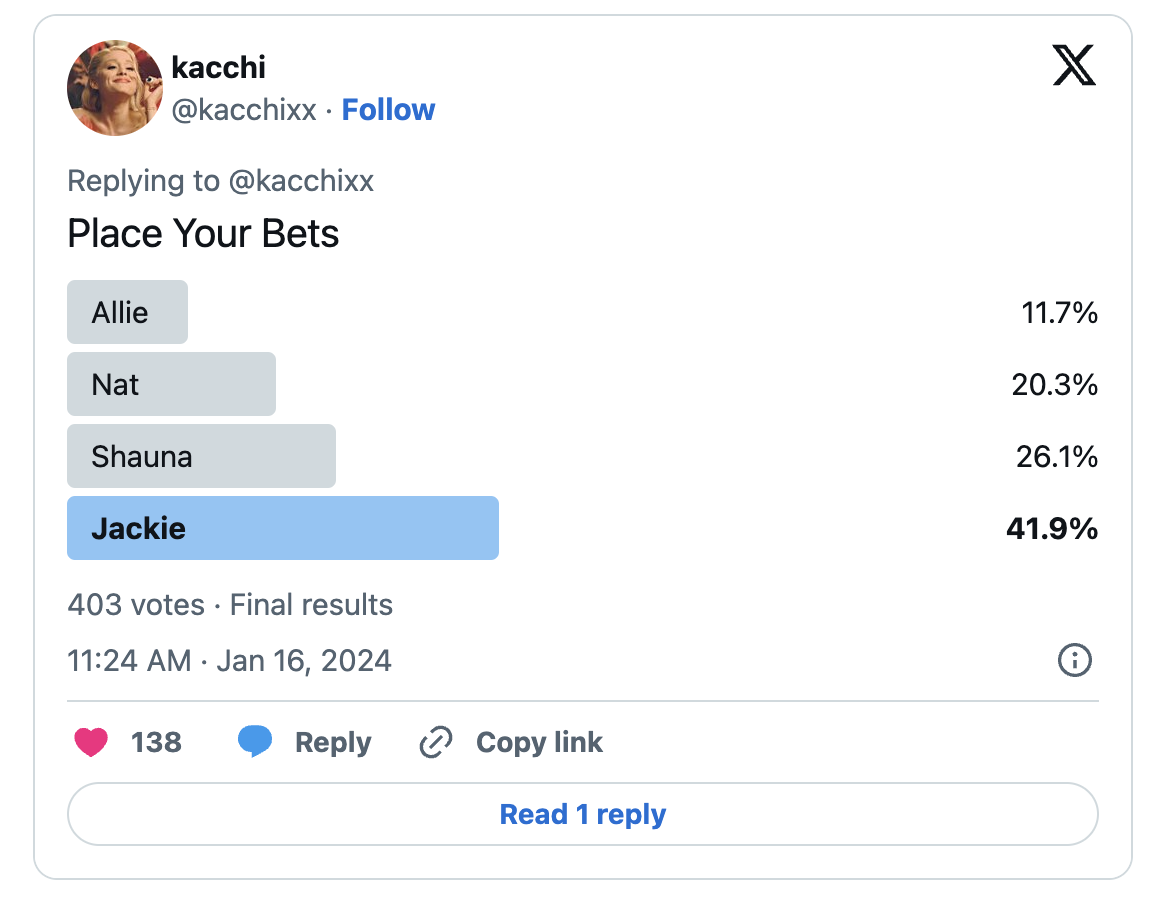 kacchi
@kacchixx · Follow
Replying to @kacchixx
Place Your Bets
Allie 11.7%
Nat 20.3%
Shauna 26.1%
Jackie 41.9%
403 votes · Final results
11:24 AM · Jan 16, 2024
138 Reply Copy link
Read 1 reply